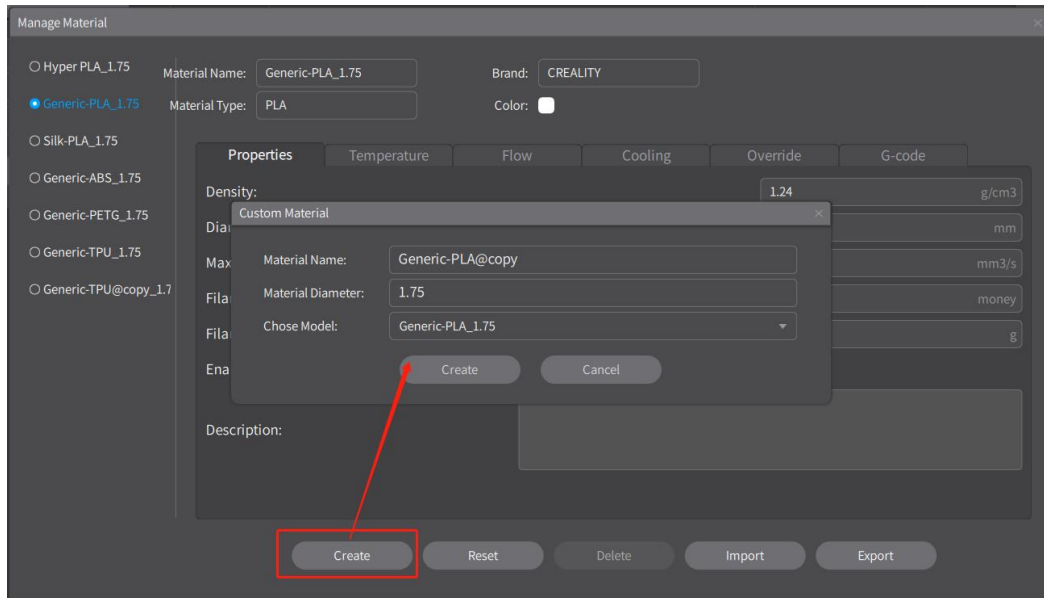 Manage Material
Hyper PLA_1.75
Generic-PLA_1.75
Silk-PLA_1.75
Generic-ABS_1.75
Generic-PETG_1.75
Generic-TPU_1.75
Generic-TPU@copy_1.7
Material Name: Generic-PLA_1.75 Brand: CREALITY
Material Type: PLA Color:
Properties Temperature Flow Cooling Override G-code
Density: 1.24 g/cm3
Dia mm
Max mm3/s
Fila money
Fila g
Ena
Description:
Custom Material
Material Name: Generic-PLA@copy
Material Diameter: 1.75
Chose Model: Generic-PLA_1.75
Create Cancel
Create Reset Delete Import Export